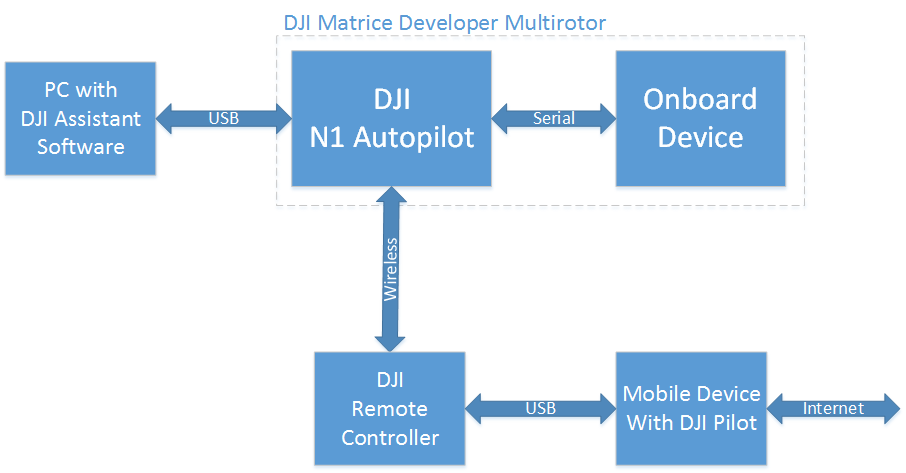 DJI Matrice Developer Multirotor
PC with
DJI Assistant
Software
USB
DJI
N1 Autopilot
Serial
Onboard
Device
Wireless
DJI
Remote
Controller
USB
Mobile Device
With DJI Pilot
Internet